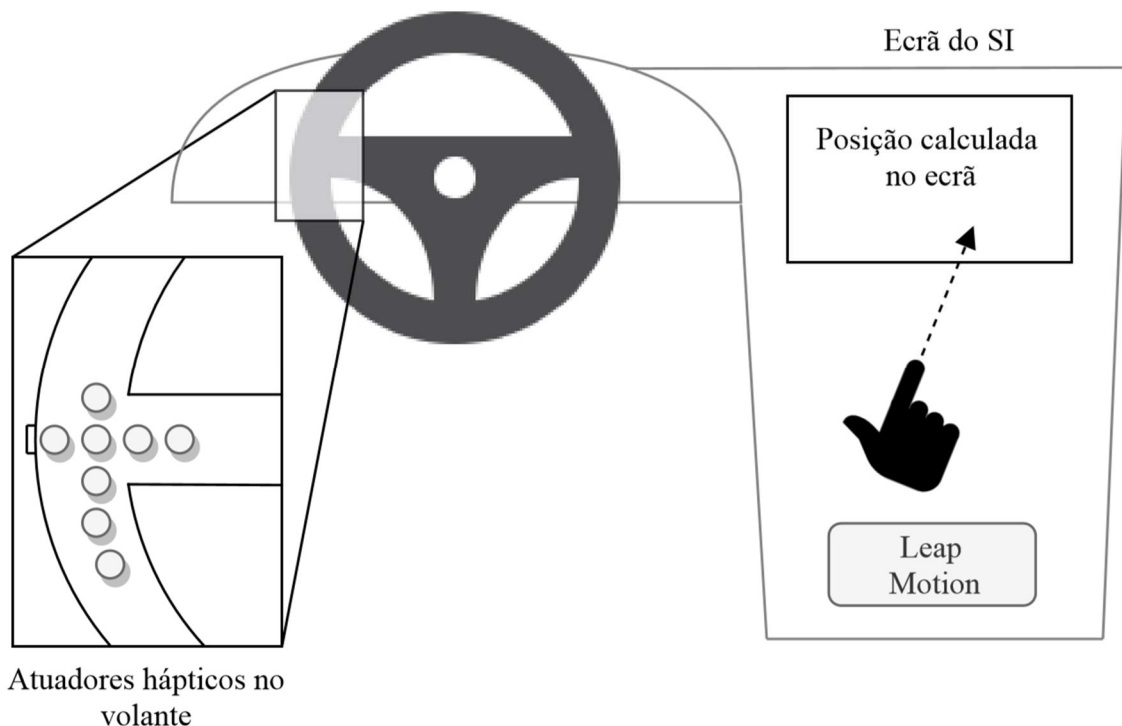 Ecrã do SI
Posição calculada
no ecrã
Leap
Motion
Atuadores hápticos no
volante